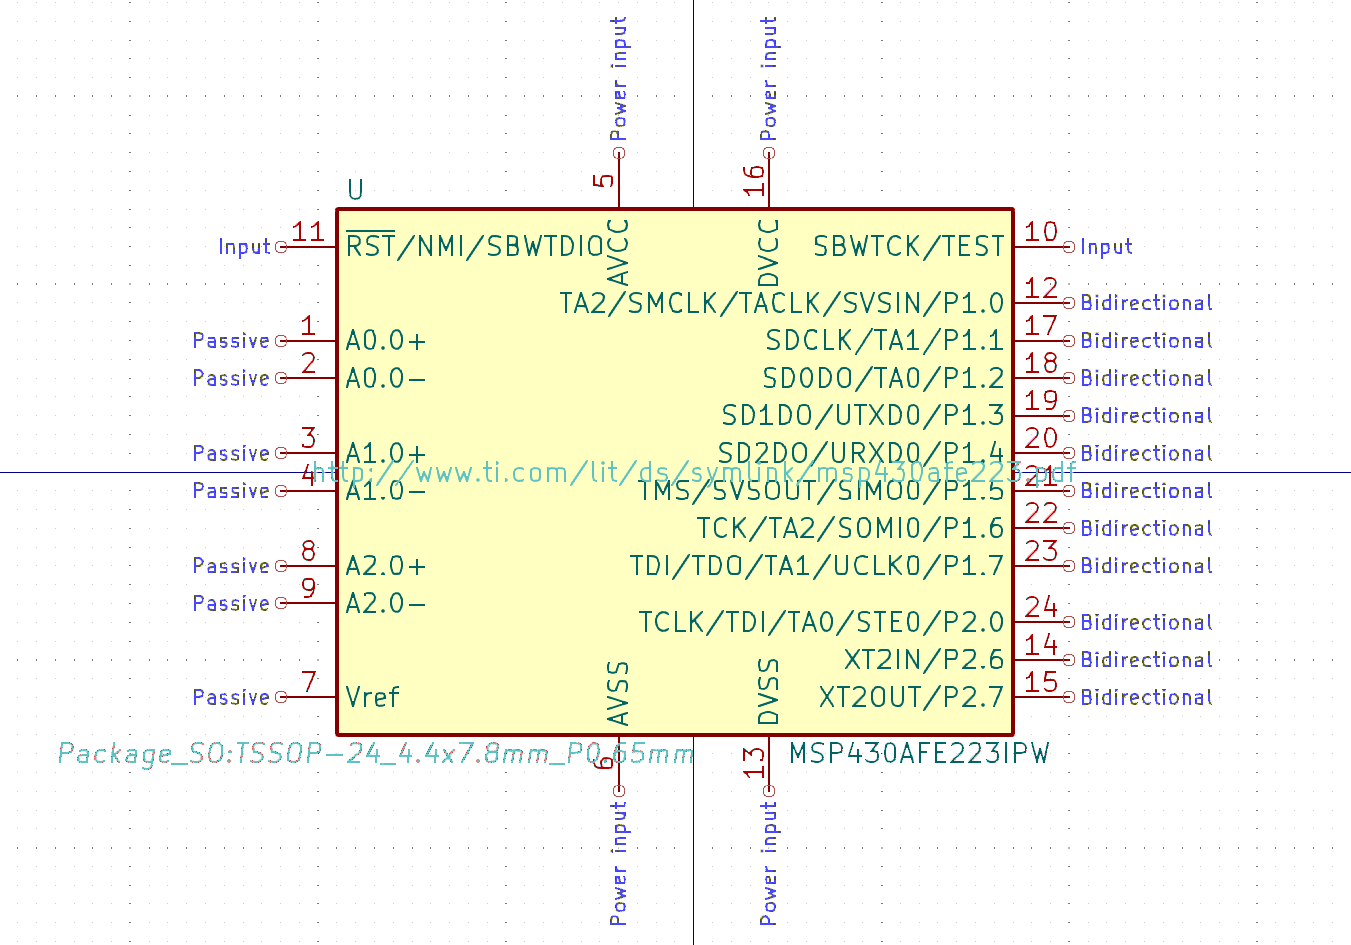 Power input
Power input
5
16
U
Input 11 RST/NMI/SBWTDIO AVCC DVCC SBWTCK/TEST 10 Input
TA2/SMCLK/TACLK/SVSIN/P1.0 12 Bidirectional
Passive 1 A0.0+ SDCLK/TA1/P1.1 17 Bidirectional
Passive 2 A0.0- SD0DO/TA0/P1.2 18 Bidirectional
SD1DO/UTXD0/P1.3 19 Bidirectional
Passive 3 A1.0+ SD2DO/URXD0/P1.4 20 Bidirectional
http://www.ti.com/lit/ds/symlink/msp430afe223.pdf
Passive 4 A1.0- TMS/SVSOUT/SIMO0/P1.5 21 Bidirectional
TCK/TA2/SOMI0/P1.6 22 Bidirectional
Passive 8 A2.0+ TDI/TDO/TA1/UCLK0/P1.7 23 Bidirectional
Passive 9 A2.0-
TCLK/TDI/TA0/STE0/P2.0 24 Bidirectional
XT2IN/P2.6 14 Bidirectional
Passive 7 Vref AVSS DVSS XT2OUT/P2.7 15 Bidirectional
Package_SO:TSSOP-24_4.4x7.8mm_P0.65mm
6
13
MSP430AFE223IPW
Power input
Power input